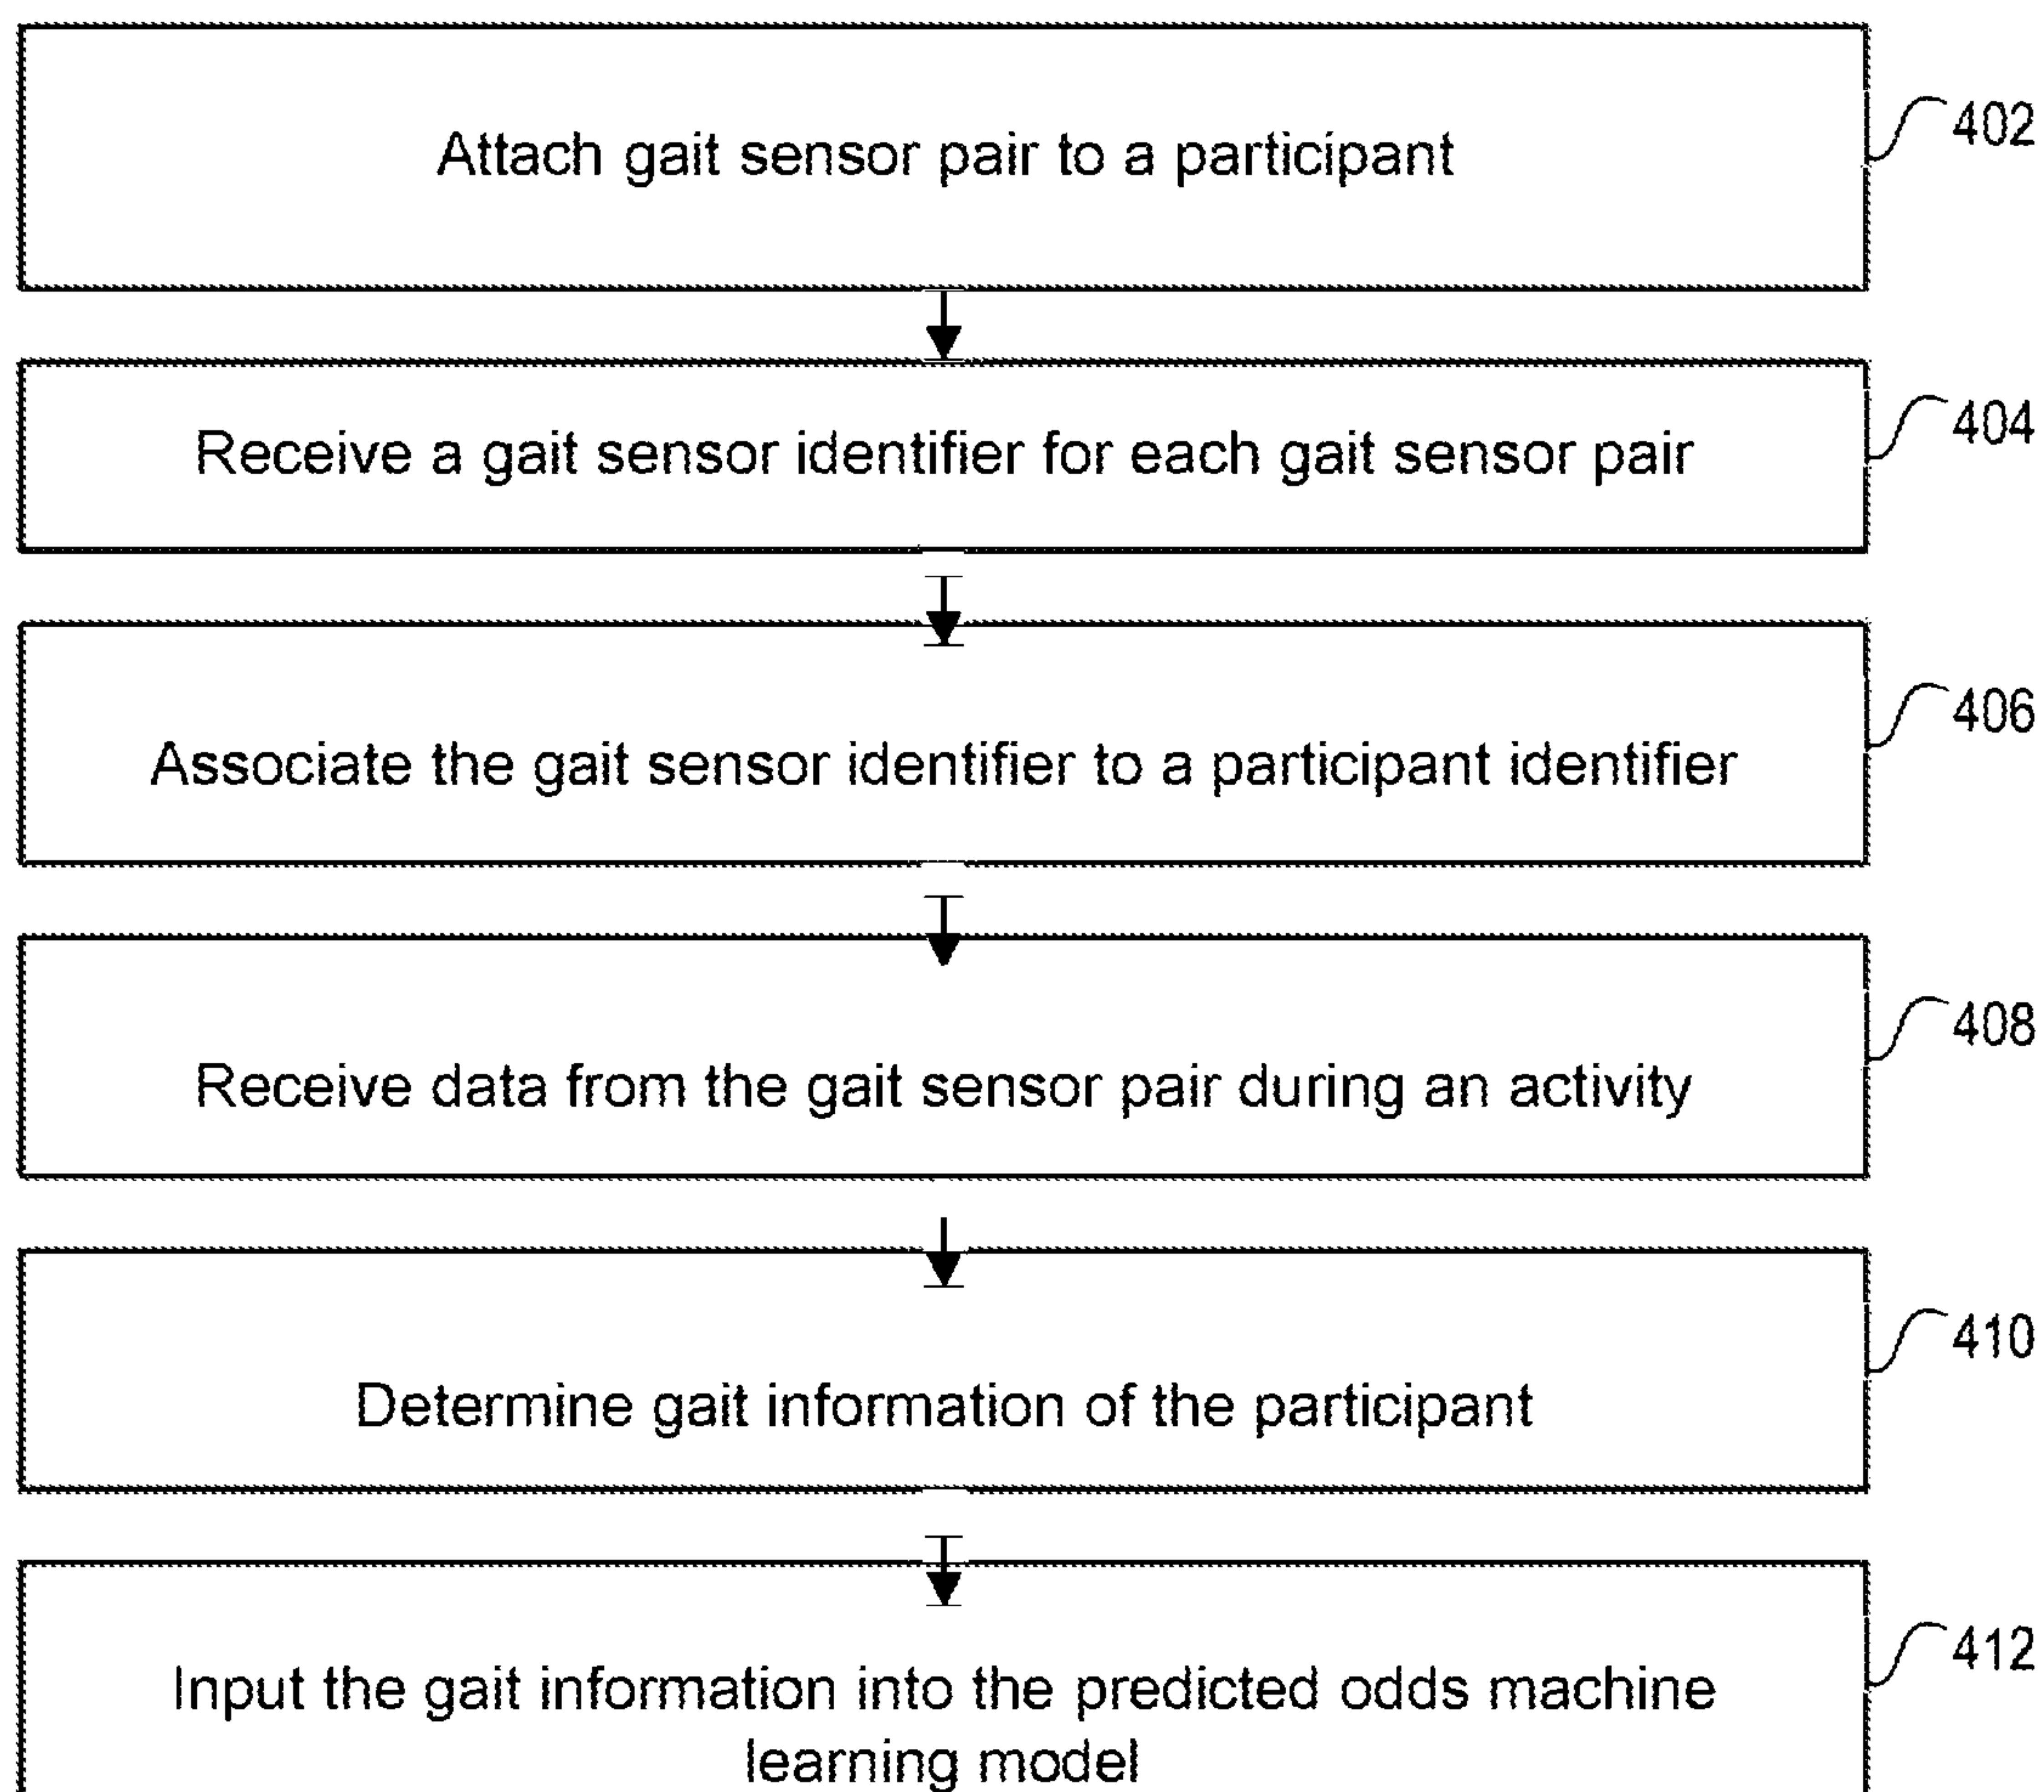 Attach gait sensor pair to a participant
402
Receive a gait sensor identifier for each gait sensor pair
404
Associate the gait sensor identifier to a participant identifier
406
Receive data from the gait sensor pair during an activity
408
Determine gait information of the participant
410
Input the gait information into the predicted odds machine
learning model
412